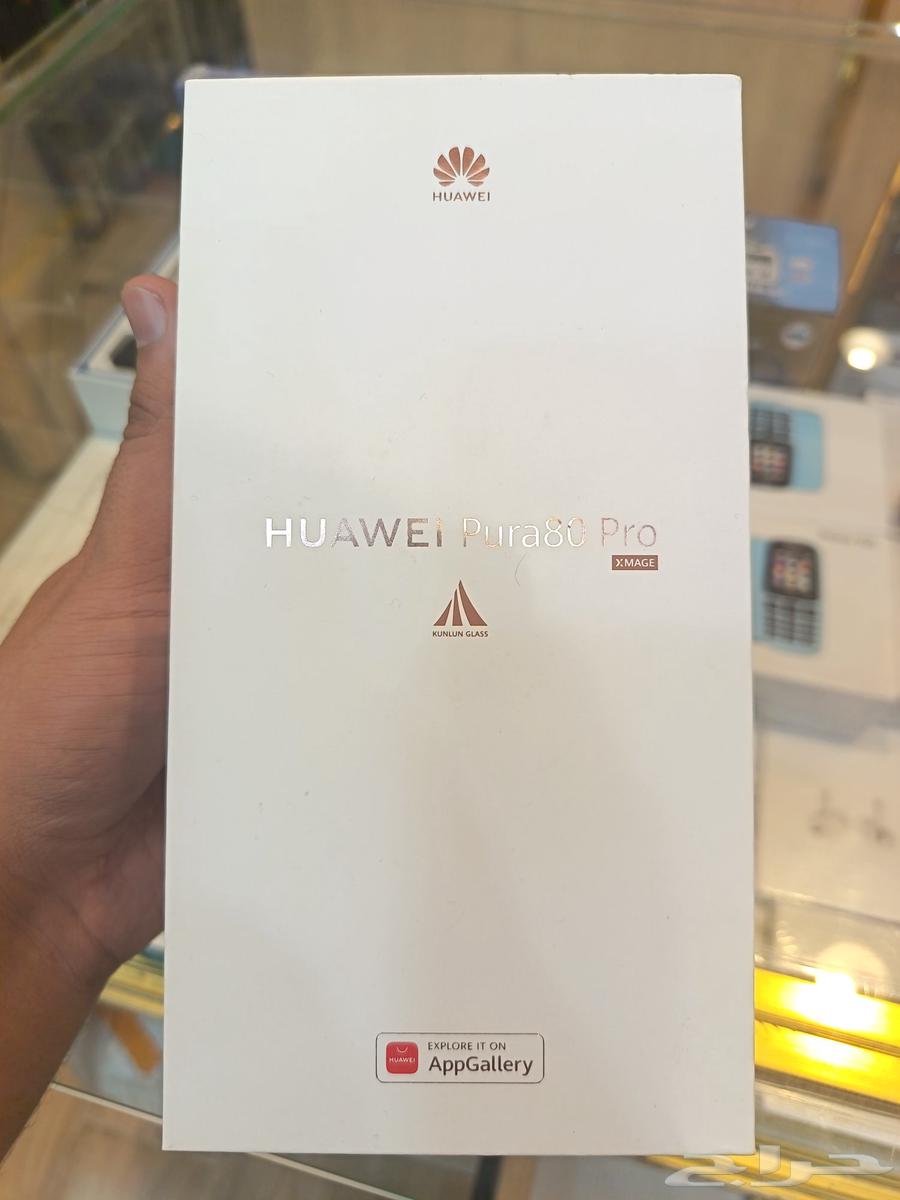 HUAWEI
HUAWEI Pura80 Pro
XMAGE
KUNLUN GLASS
HUAWEI
EXPLORE IT ON
AppGallery
حراج